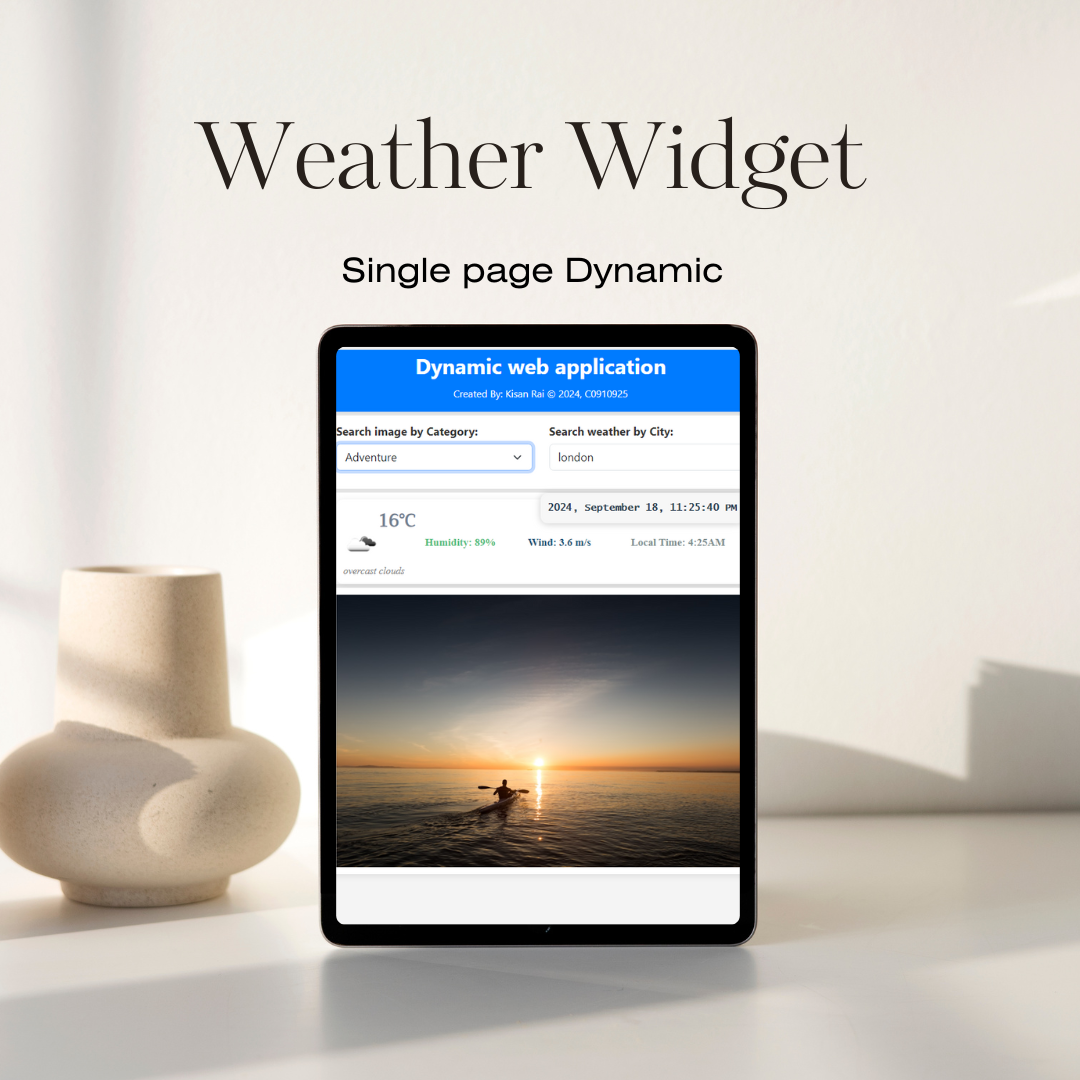 Weather Widget
Single page Dynamic
Dynamic web application
Created By: Kisan Rai © 2024, C0910925
Search image by Category:
Search weather by City:
Adventure
london
2024, September 18, 11:25:40 PM
16°C
Humidity: 89%
Wind: 3.6 m/s
Local Time: 4:25AM
overcast clouds